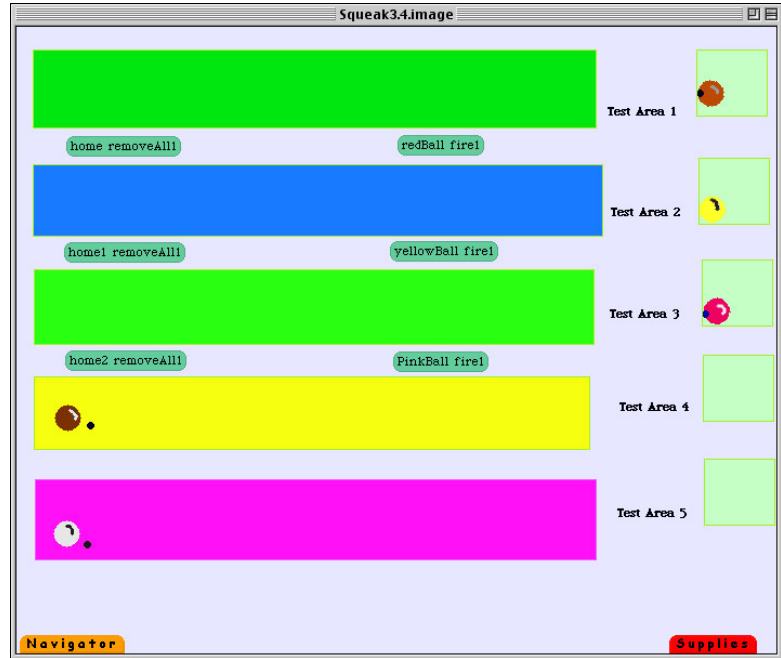 Squeak3.4.image
Test Area 1
home removeAll1
redBall fire1
Test Area 2
home1 removeAll1
yellowBall fire1
Test Area 3
home2 removeAll1
PinkBall fire1
Test Area 4
Test Area 5
Navigator
Supplies